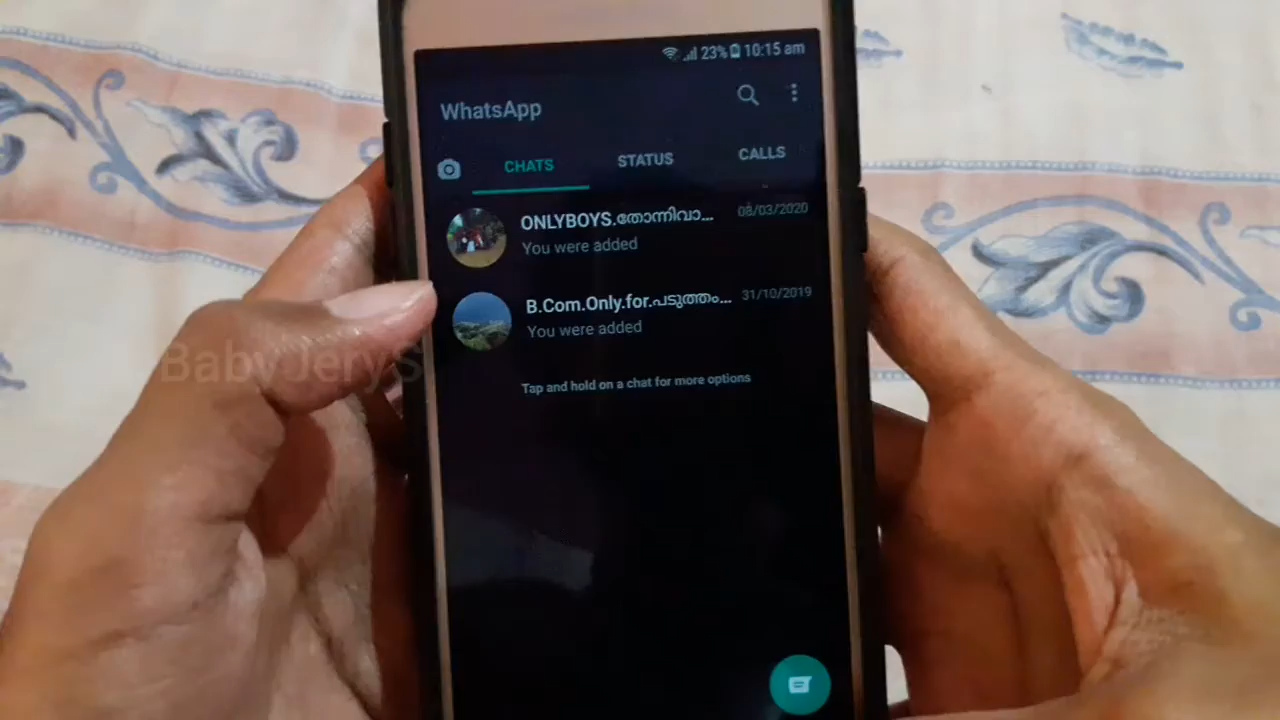 23% 10:15 am
WhatsApp
CHATS STATUS CALLS
ONLYBOYS.തോന്നിവാ... 08/03/2020
You were added
B.Com.Only.for.പടുത്തം... 31/10/2019
You were added
Tap and hold on a chat for more options
BabyJeryS